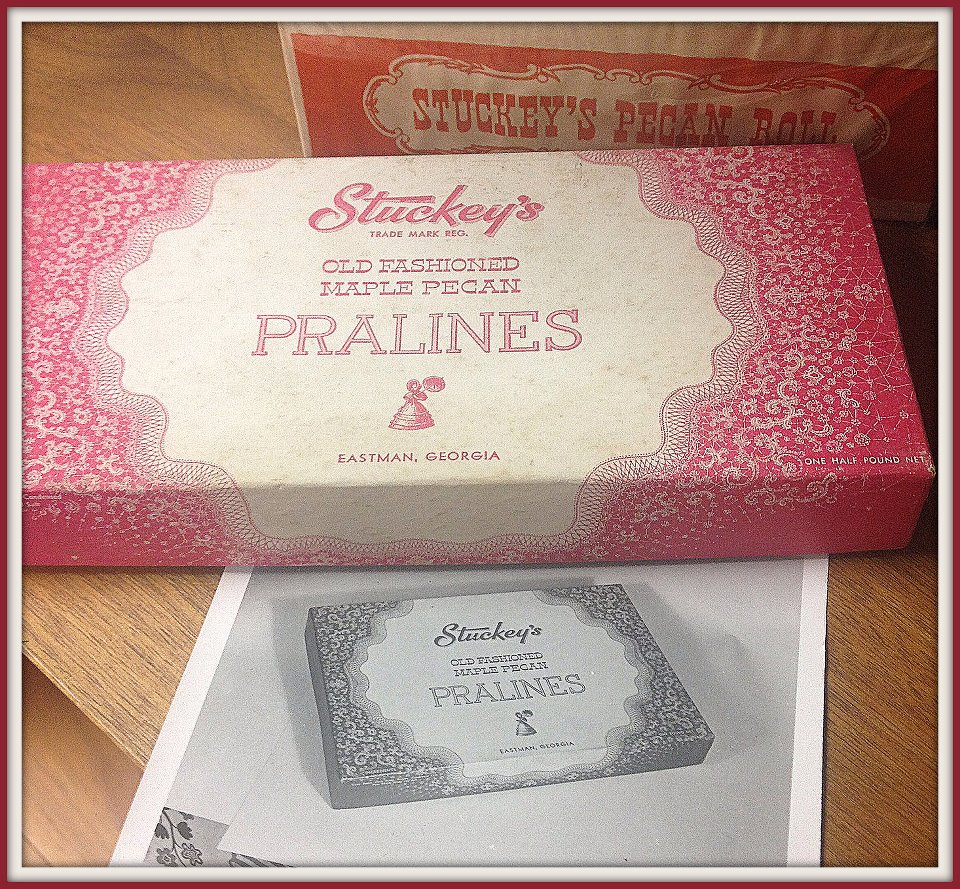 STUCKEY'S PECAN ROLL
Stuckey's
TRADE MARK REG.
OLD FASHIONED
MAPLE PECAN
PRALINES
EASTMAN, GEORGIA
ONE HALF POUND NET
Stuckey's
OLD FASHIONED
MAPLE PECAN
PRALINES
EASTMAN, GEORGIA